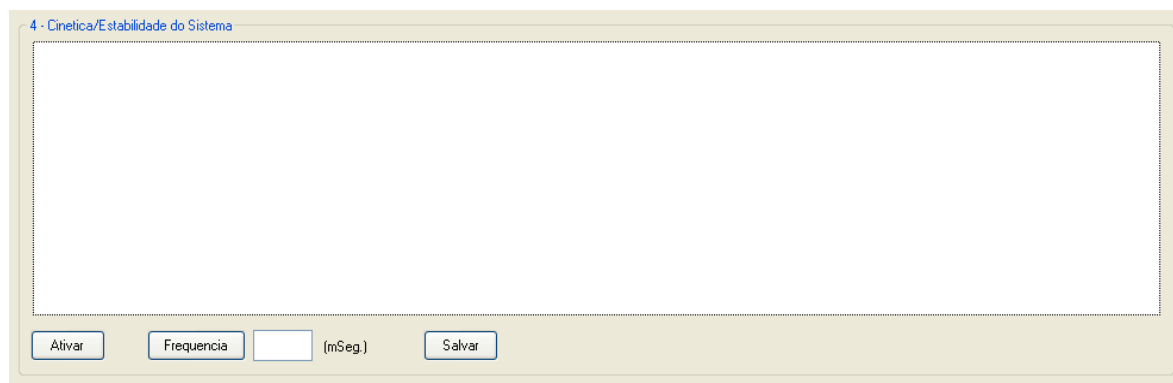 4 - Cinetica/Estabilidade do Sistema
Ativar Frequencia (mSeg.) Salvar